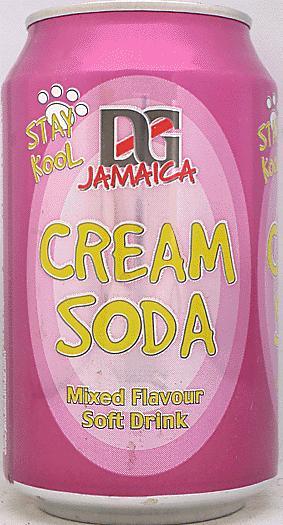 STAY
KOOL
DG
JAMAICA
CREAM
SODA
Mixed Flavour
Soft Drink